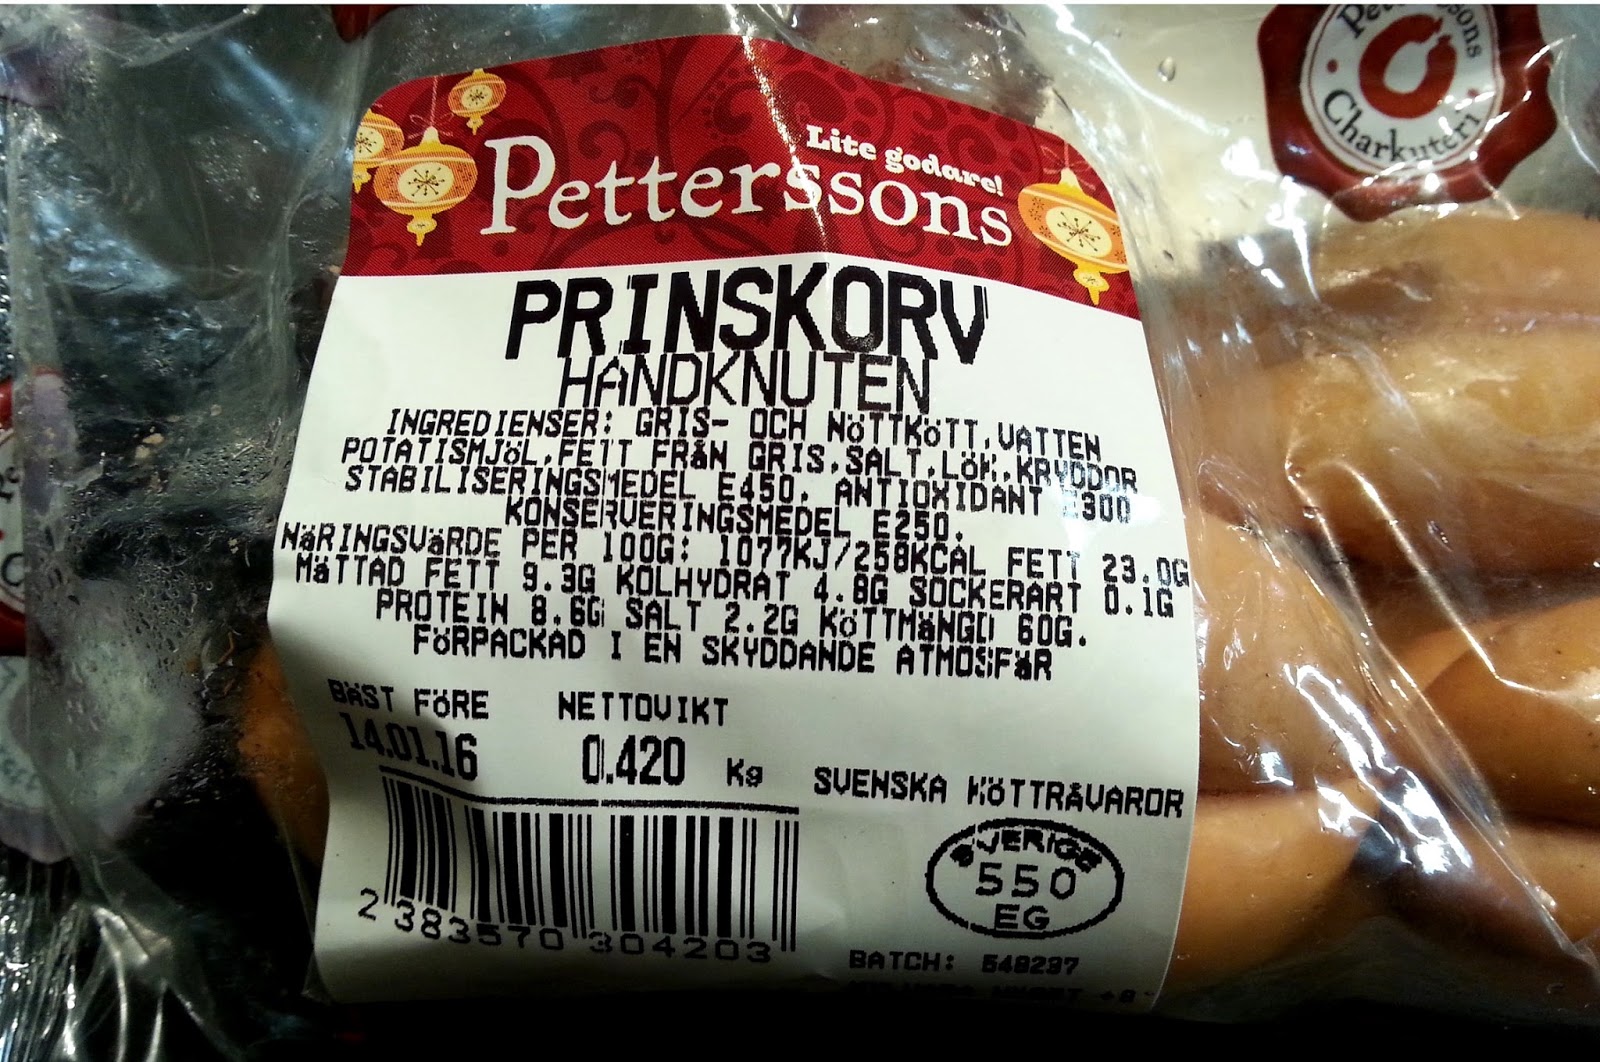 Lite godare!
Petterssons
PRINSKORV
HANDKNUTEN
INGREDIENSER: GRIS- OCH NöTTKöTT,VATTEN
POTATISMJöL,FETT FRåN GRIS,SALT,LöK,KRYDDOR
STABILISERINGSMEDEL E450, ANTIOXIDANT E300
KONSERVERINGSMEDEL E250.
NäRINGSVäRDE PER 100G: 1077KJ/258KCAL FETT 23.0G
MäTTAD FETT 9.3G KOLHYDRAT 4.8G SOCKERART 0.1G
PROTEIN 8.6G SALT 2.2G KöTTMäNGD 60G.
FöRPACKAD I EN SKYDDANDE ATMOSFäR
BäST FöRE NETTOVIKT
14.01.16 0.420 Kg
SVENSKA KöTTRåVAROR
2 383570 304203
SVERIGE
550
EG
BATCH: 548297
Petterssons
Charkuteri